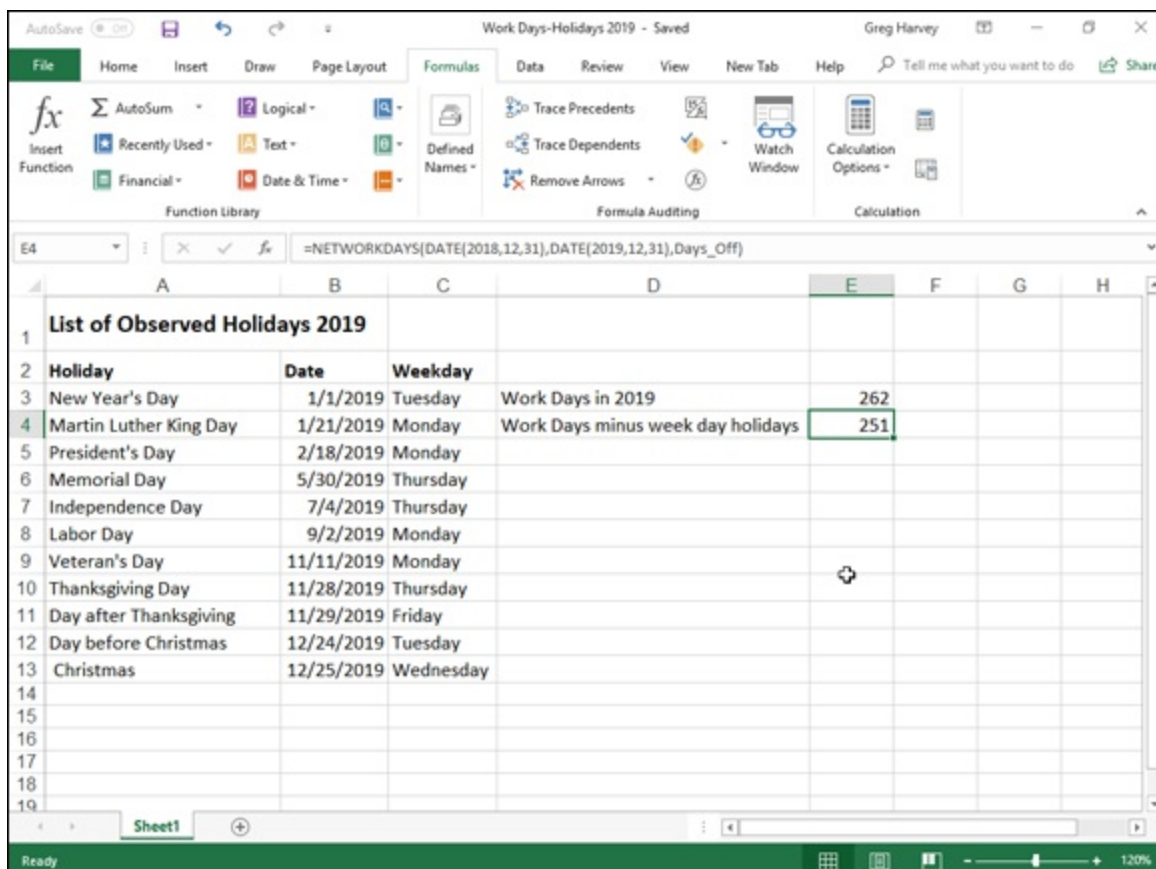 AutoSave Off Work Days-Holidays 2019 - Saved Greg Harvey
File Home Insert Draw Page Layout Formulas Data Review View New Tab Help Tell me what you want to do Share
fx Insert Function
Σ AutoSum
Recently Used
Financial
? Logical
A Text
Date & Time
Function Library
Defined Names
Trace Precedents
Trace Dependents
Remove Arrows
fx
Watch Window
Formula Auditing
Calculation Options
Calculation
E4 fx =NETWORKDAYS(DATE(2018,12,31),DATE(2019,12,31),Days_Off)
A B C D E F G H
1 List of Observed Holidays 2019
2 Holiday Date Weekday
3 New Year's Day 1/1/2019 Tuesday Work Days in 2019 262
4 Martin Luther King Day 1/21/2019 Monday Work Days minus week day holidays 251
5 President's Day 2/18/2019 Monday
6 Memorial Day 5/30/2019 Thursday
7 Independence Day 7/4/2019 Thursday
8 Labor Day 9/2/2019 Monday
9 Veteran's Day 11/11/2019 Monday
10 Thanksgiving Day 11/28/2019 Thursday
11 Day after Thanksgiving 11/29/2019 Friday
12 Day before Christmas 12/24/2019 Tuesday
13 Christmas 12/25/2019 Wednesday
14
15
16
17
18
19
Sheet1
Ready 120%